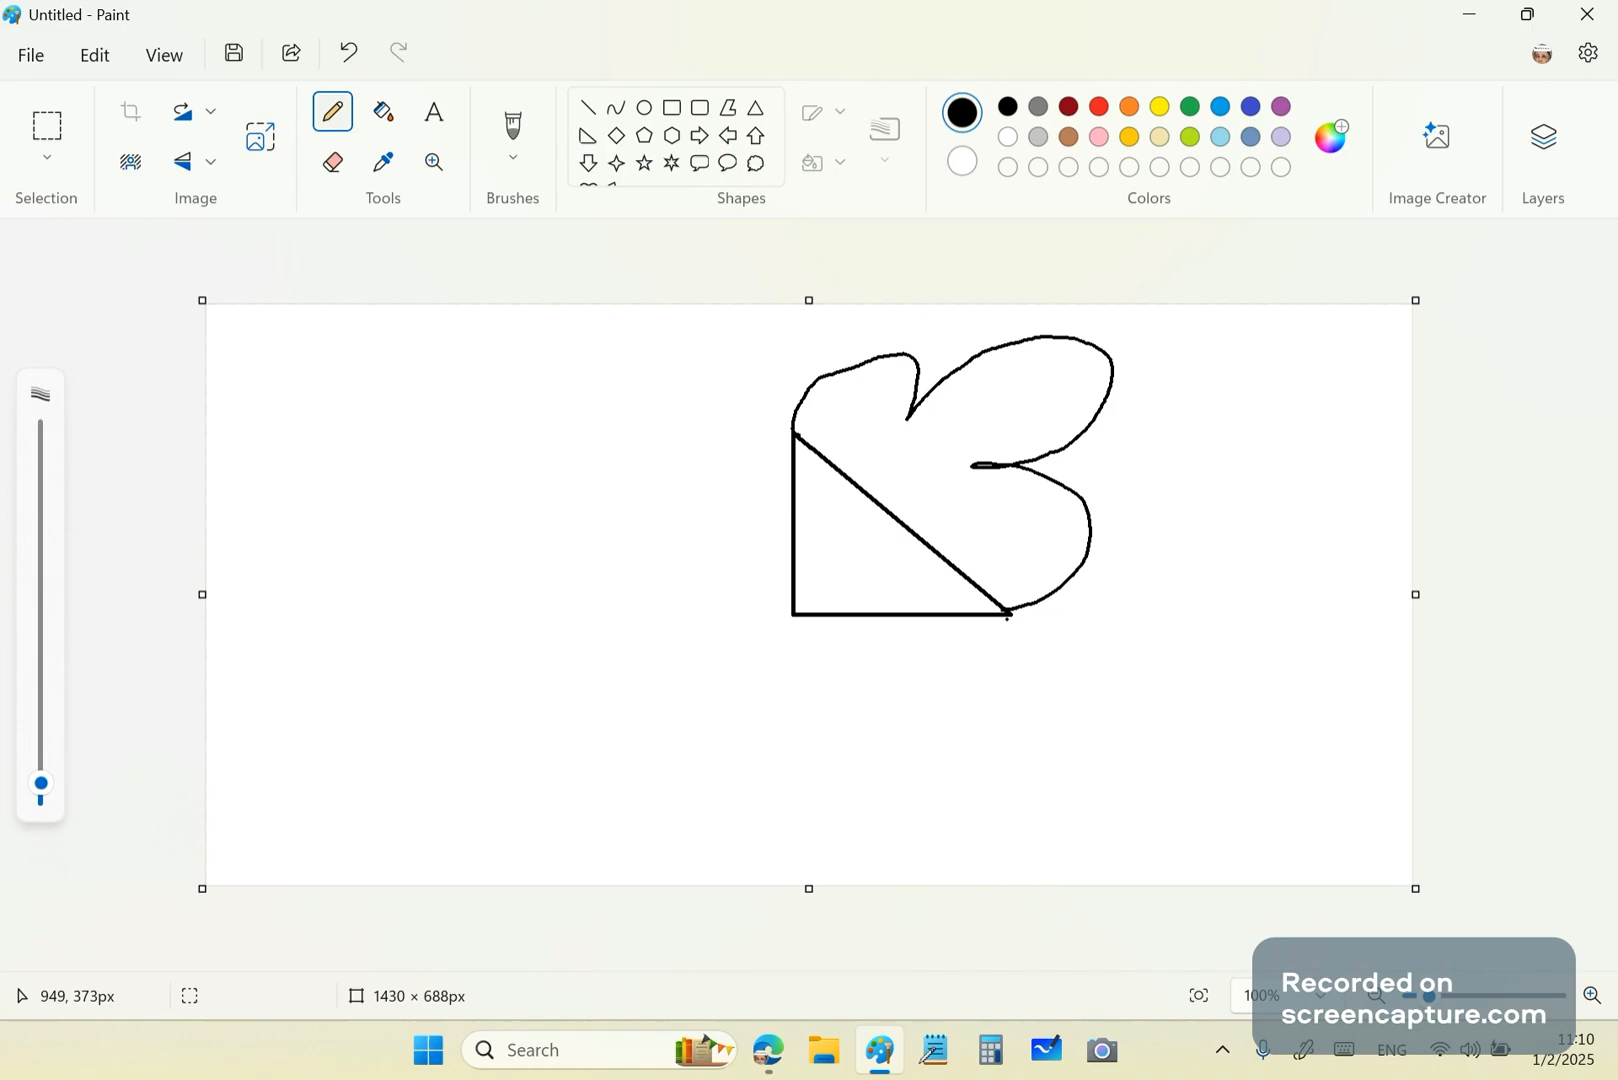 Untitled - Paint
File Edit View
Selection Image Tools Brushes Shapes Colors Image Creator Layers
949, 373px 1430 × 688px 100%
Recorded on
screencapture.com
Search ENG 11:10
1/2/2025